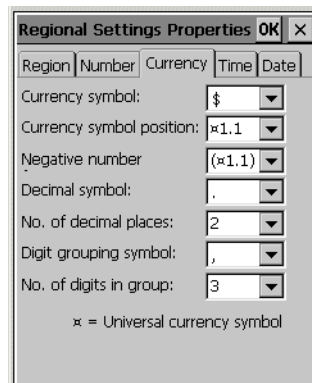 Regional Settings Properties OK ×
Region Number Currency Time Date
Currency symbol: $
Currency symbol position: ¤1.1
Negative number (¤1.1)
Decimal symbol: .
No. of decimal places: 2
Digit grouping symbol: ,
No. of digits in group: 3
¤ = Universal currency symbol